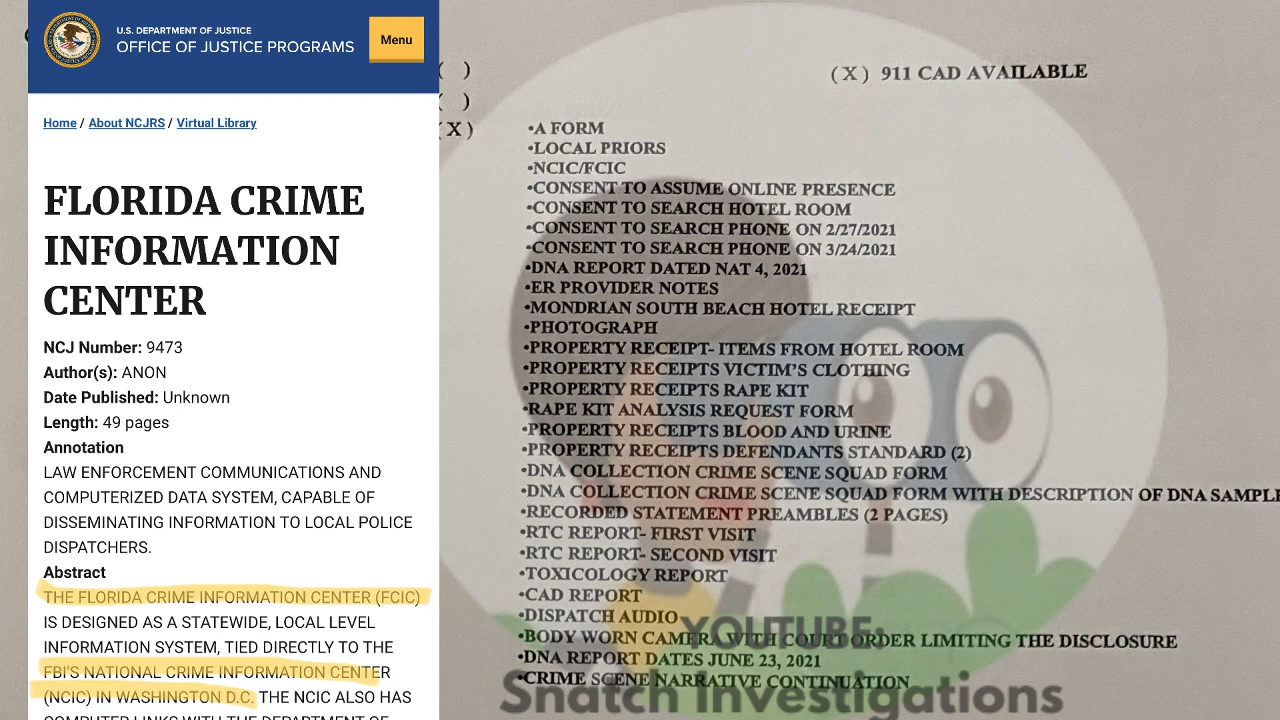 U.S. DEPARTMENT OF JUSTICE
OFFICE OF JUSTICE PROGRAMS
Menu
Home / About NCJRS / Virtual Library
FLORIDA CRIME
INFORMATION
CENTER
NCJ Number: 9473
Author(s): ANON
Date Published: Unknown
Length: 49 pages
Annotation
LAW ENFORCEMENT COMMUNICATIONS AND
COMPUTERIZED DATA SYSTEM, CAPABLE OF
DISSEMINATING INFORMATION TO LOCAL POLICE
DISPATCHERS.
Abstract
THE FLORIDA CRIME INFORMATION CENTER (FCIC)
IS DESIGNED AS A STATEWIDE, LOCAL LEVEL
INFORMATION SYSTEM, TIED DIRECTLY TO THE
FBI'S NATIONAL CRIME INFORMATION CENTER
(NCIC) IN WASHINGTON D.C. THE NCIC ALSO HAS
COMPUTER LINKS WITH THE DEPARTMENT OF
( )
( )
(X)
(X) 911 CAD AVAILABLE
•A FORM
•LOCAL PRIORS
•NCIC/FCIC
•CONSENT TO ASSUME ONLINE PRESENCE
•CONSENT TO SEARCH HOTEL ROOM
•CONSENT TO SEARCH PHONE ON 2/27/2021
•CONSENT TO SEARCH PHONE ON 3/24/2021
•DNA REPORT DATED NAT 4, 2021
•ER PROVIDER NOTES
•MONDRIAN SOUTH BEACH HOTEL RECEIPT
•PHOTOGRAPH
•PROPERTY RECEIPT- ITEMS FROM HOTEL ROOM
•PROPERTY RECEIPTS VICTIM'S CLOTHING
•PROPERTY RECEIPTS RAPE KIT
•RAPE KIT ANALYSIS REQUEST FORM
•PROPERTY RECEIPTS BLOOD AND URINE
•PROPERTY RECEIPTS DEFENDANTS STANDARD (2)
•DNA COLLECTION CRIME SCENE SQUAD FORM
•DNA COLLECTION CRIME SCENE SQUAD FORM WITH DESCRIPTION OF DNA SAMPLE
•RECORDED STATEMENT PREAMBLES (2 PAGES)
•RTC REPORT- FIRST VISIT
•RTC REPORT- SECOND VISIT
•TOXICOLOGY REPORT
•CAD REPORT
•DISPATCH AUDIO
•BODY WORN CAMERA WITH COURT ORDER LIMITING THE DISCLOSURE
•DNA REPORT DATES JUNE 23, 2021
•CRIME SCENE NARRATIVE CONTINUATION
YOUTUBE:
Snatch Investigations